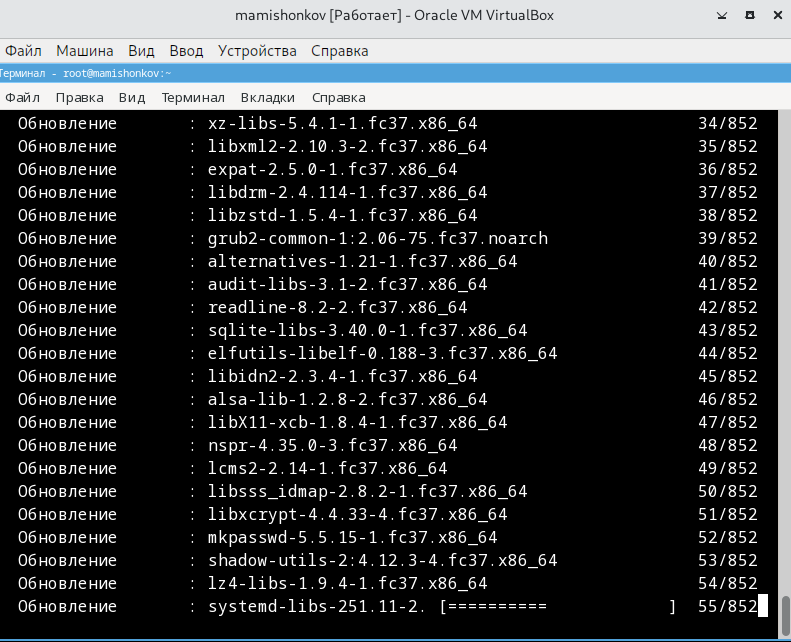 mamishonkov [Работает] - Oracle VM VirtualBox
Файл Машина Вид Ввод Устройства Справка
Терминал - root@mamishonkov:~
Файл Правка Вид Терминал Вкладки Справка
Обновление : xz-libs-5.4.1-1.fc37.x86_64 34/852
Обновление : libxml2-2.10.3-2.fc37.x86_64 35/852
Обновление : expat-2.5.0-1.fc37.x86_64 36/852
Обновление : libdrm-2.4.114-1.fc37.x86_64 37/852
Обновление : libzstd-1.5.4-1.fc37.x86_64 38/852
Обновление : grub2-common-1:2.06-75.fc37.noarch 39/852
Обновление : alternatives-1.21-1.fc37.x86_64 40/852
Обновление : audit-libs-3.1-2.fc37.x86_64 41/852
Обновление : readline-8.2-2.fc37.x86_64 42/852
Обновление : sqlite-libs-3.40.0-1.fc37.x86_64 43/852
Обновление : elfutils-libelf-0.188-3.fc37.x86_64 44/852
Обновление : libidn2-2.3.4-1.fc37.x86_64 45/852
Обновление : alsa-lib-1.2.8-2.fc37.x86_64 46/852
Обновление : libX11-xcb-1.8.4-1.fc37.x86_64 47/852
Обновление : nspr-4.35.0-3.fc37.x86_64 48/852
Обновление : lcms2-2.14-1.fc37.x86_64 49/852
Обновление : libsss_idmap-2.8.2-1.fc37.x86_64 50/852
Обновление : libxcrypt-4.4.33-4.fc37.x86_64 51/852
Обновление : mkpasswd-5.5.15-1.fc37.x86_64 52/852
Обновление : shadow-utils-2:4.12.3-4.fc37.x86_64 53/852
Обновление : lz4-libs-1.9.4-1.fc37.x86_64 54/852
Обновление : systemd-libs-251.11-2. [========== ] 55/852